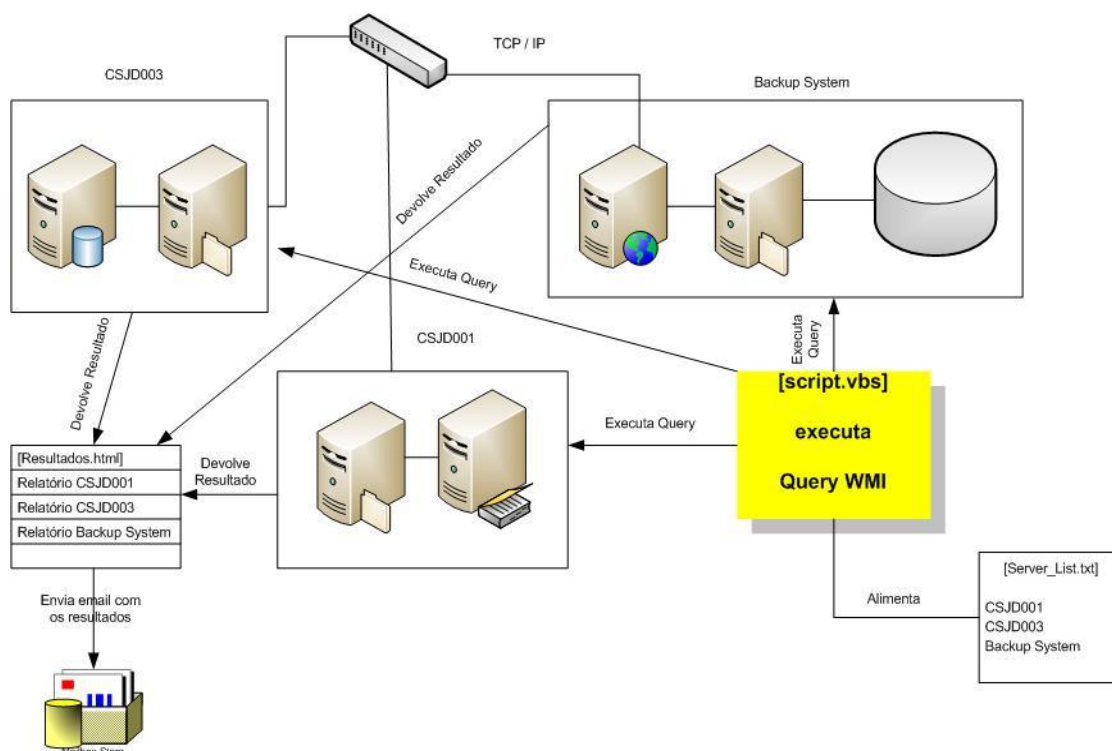 TCP / IP
CSJD003
Backup System
Devolve Resultado
Executa Query
Executa
Query
CSJD001
Devolve Resultado
[script.vbs]
executa
Query WMI
Executa Query
[Resultados.html]
Relatório CSJD001
Relatório CSJD003
Relatório Backup System
Devolve
Resultado
Envia email com
os resultados
Alimenta
[Server_List.txt]
CSJD001
CSJD003
Backup System